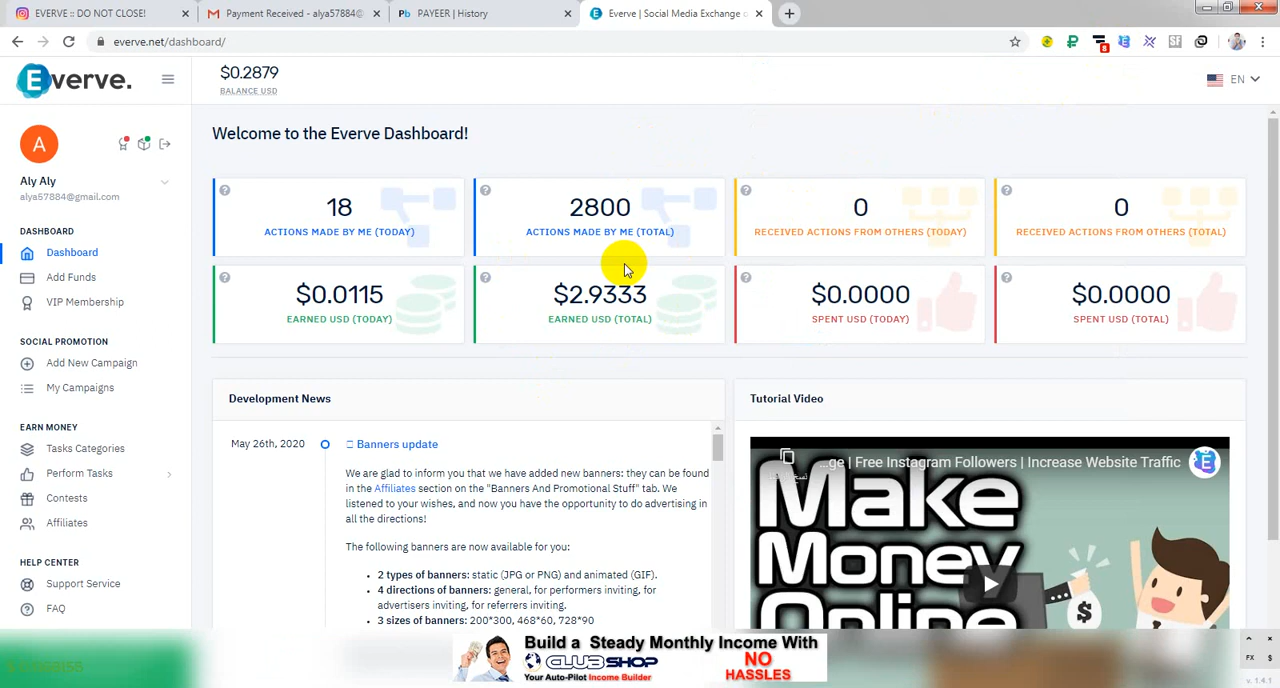 EVERVE :: DO NOT CLOSE!
Payment Received - alya57884@
PAYEER | History
Everve | Social Media Exchange
everve.net/dashboard/
8
SF
Everve.
$0.2879
BALANCE USD
EN
A
Aly Aly
alya57884@gmail.com
DASHBOARD
Dashboard
Add Funds
VIP Membership
SOCIAL PROMOTION
Add New Campaign
My Campaigns
EARN MONEY
Tasks Categories
Perform Tasks
Contests
Affiliates
HELP CENTER
Support Service
FAQ
Welcome to the Everve Dashboard!
18
ACTIONS MADE BY ME (TODAY)
2800
ACTIONS MADE BY ME (TOTAL)
0
RECEIVED ACTIONS FROM OTHERS (TODAY)
0
RECEIVED ACTIONS FROM OTHERS (TOTAL)
$0.0115
EARNED USD (TODAY)
$2.9333
EARNED USD (TOTAL)
$0.0000
SPENT USD (TODAY)
$0.0000
SPENT USD (TOTAL)
Development News
May 26th, 2020
Banners update
We are glad to inform you that we have added new banners: they can be found
in the Affiliates section on the "Banners And Promotional Stuff" tab. We
listened to your wishes, and now you have the opportunity to do advertising in
all the directions!
The following banners are now available for you:
2 types of banners: static (JPG or PNG) and animated (GIF).
4 directions of banners: general, for performers inviting, for
advertisers inviting, for referrers inviting.
3 sizes of banners: 200*300, 468*60, 728*90
Tutorial Video
...ge | Free Instagram Followers | Increase Website Traffic
Make
Money
Online
$
Build a Steady Monthly Income With
CLUBSHOP
Your Auto-Pilot Income Builder
NO
HASSLES
FX $
v. 1.4.1